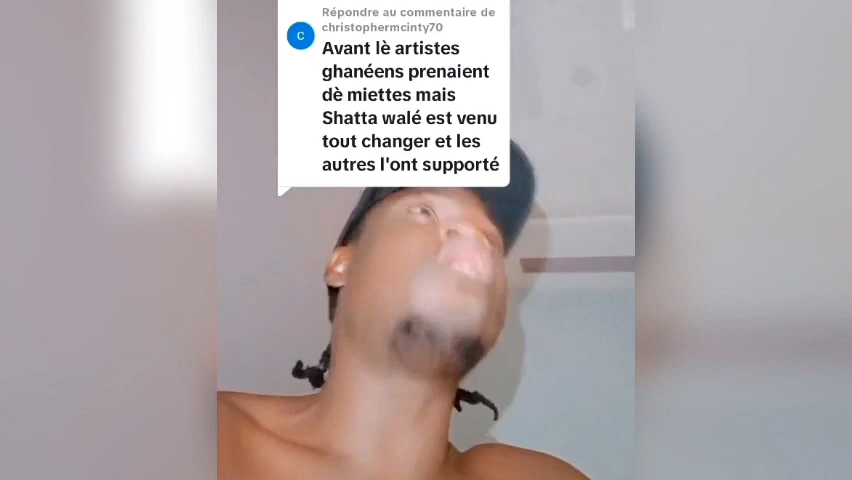 Répondre au commentaire de
christophermcinty70
C
Avant lè artistes
ghanéens prenaient
dè miettes mais
Shatta walé est venu
tout changer et les
autres l'ont supporté